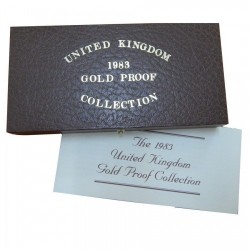 UNITED KINGDOM
1983
GOLD PROOF
COLLECTION
The 1983
United Kingdom
Gold Proof Collection